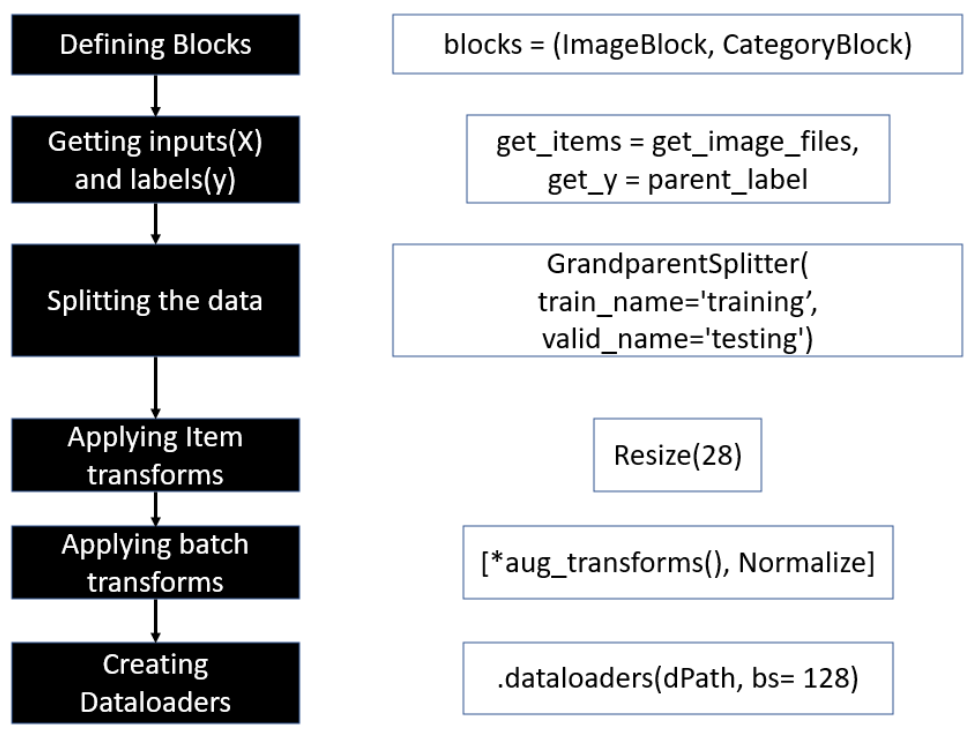 Defining Blocks
blocks = (ImageBlock, CategoryBlock)
Getting inputs(X)
and labels(y)
get_items = get_image_files,
get_y = parent_label
Splitting the data
GrandparentSplitter(
train_name='training’,
valid_name='testing')
Applying Item
transforms
Resize(28)
Applying batch
transforms
[*aug_transforms(), Normalize]
Creating
Dataloaders
.dataloaders(dPath, bs= 128)